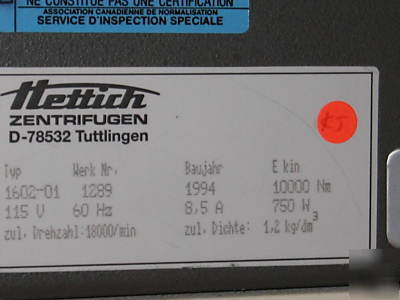 NE CONSTITUE PAS UNE CERTIFICATION
ASSOCIATION CANADIENNE DE NORMALISATION
SERVICE D'INSPECTION SPECIALE
Hettich
ZENTRIFUGEN
D-78532 Tuttlingen
KJ
Typ Werk Nr. Baujahr E kin
1602-01 1289 1994 10000 Nm
115 V 60 Hz 8,5 A 750 W
zul. Drehzahl:18000/min zul. Dichte: 1,2 kg/dm³